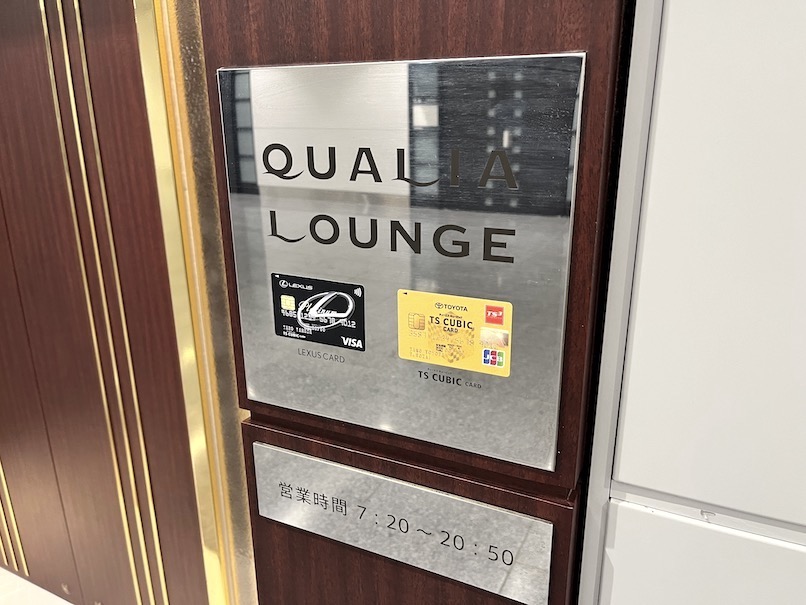 QUALIA
LOUNGE
LEXUS
VISA
LEXUS CARD
TOYOTA
TS CUBIC
CARD
TS3
JCB
TS CUBIC CARD
営業時間 7:20～20:50